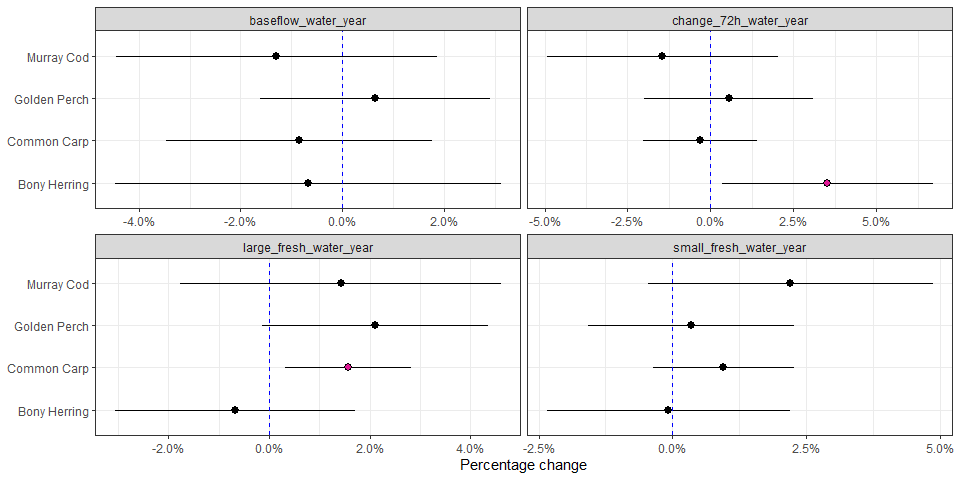 baseflow_water_year change_72h_water_year
Murray Cod
Golden Perch
Common Carp
Bony Herring
-4.0% -2.0% 0.0% 2.0% -5.0% -2.5% 0.0% 2.5% 5.0%
large_fresh_water_year small_fresh_water_year
Murray Cod
Golden Perch
Common Carp
Bony Herring
-2.0% 0.0% 2.0% 4.0% -2.5% 0.0% 2.5% 5.0%
Percentage change